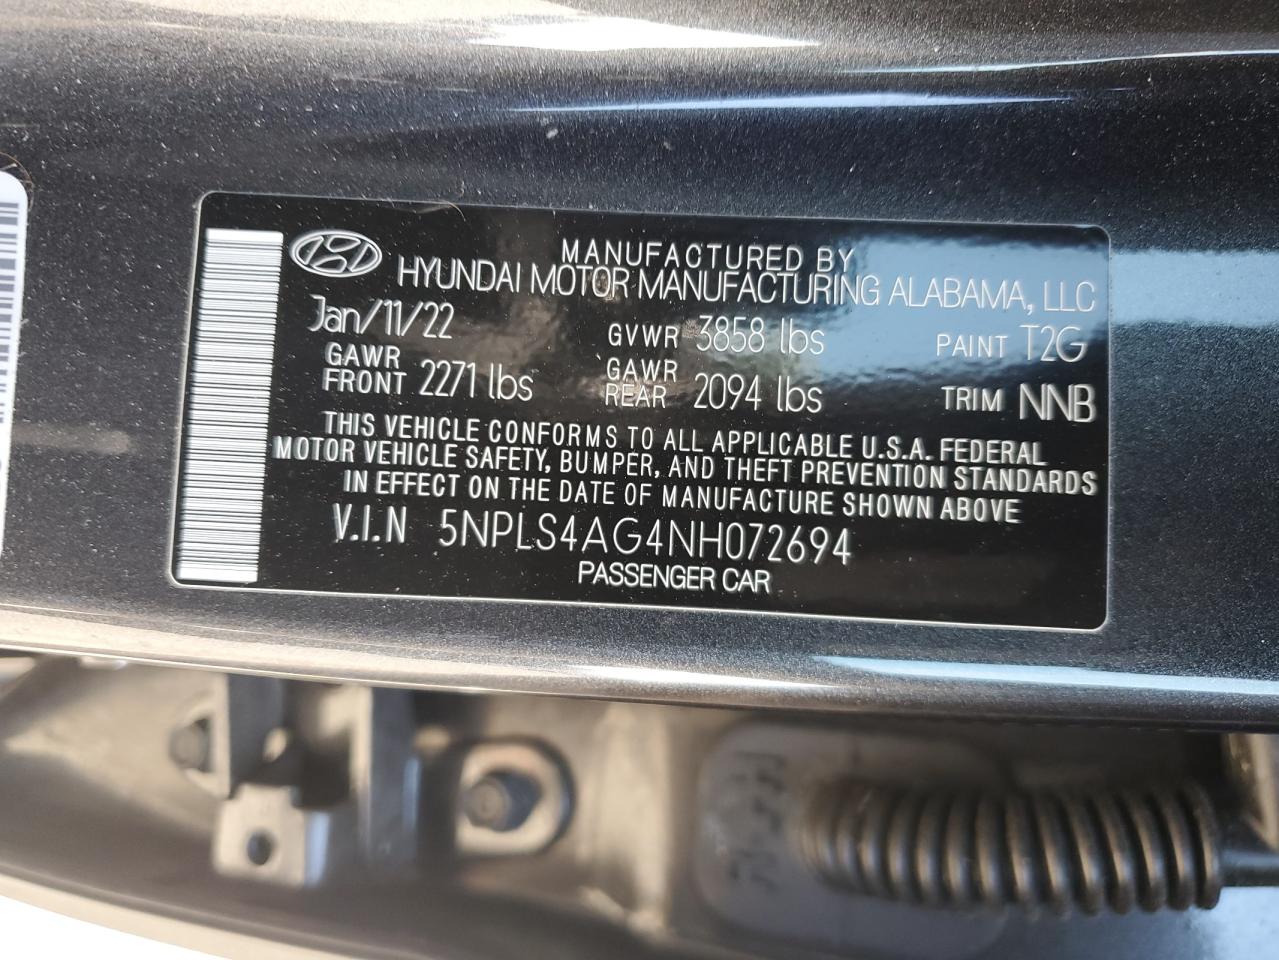 MANUFACTURED BY
HYUNDAI MOTOR MANUFACTURING ALABAMA, LLC
Jan/11/22 GVWR 3858 lbs PAINT T2G
GAWR FRONT 2271 lbs GAWR REAR 2094 lbs TRIM NNB
THIS VEHICLE CONFORMS TO ALL APPLICABLE U.S.A. FEDERAL
MOTOR VEHICLE SAFETY, BUMPER, AND THEFT PREVENTION STANDARDS
IN EFFECT ON THE DATE OF MANUFACTURE SHOWN ABOVE
V.I.N 5NPLS4AG4NH072694
PASSENGER CAR